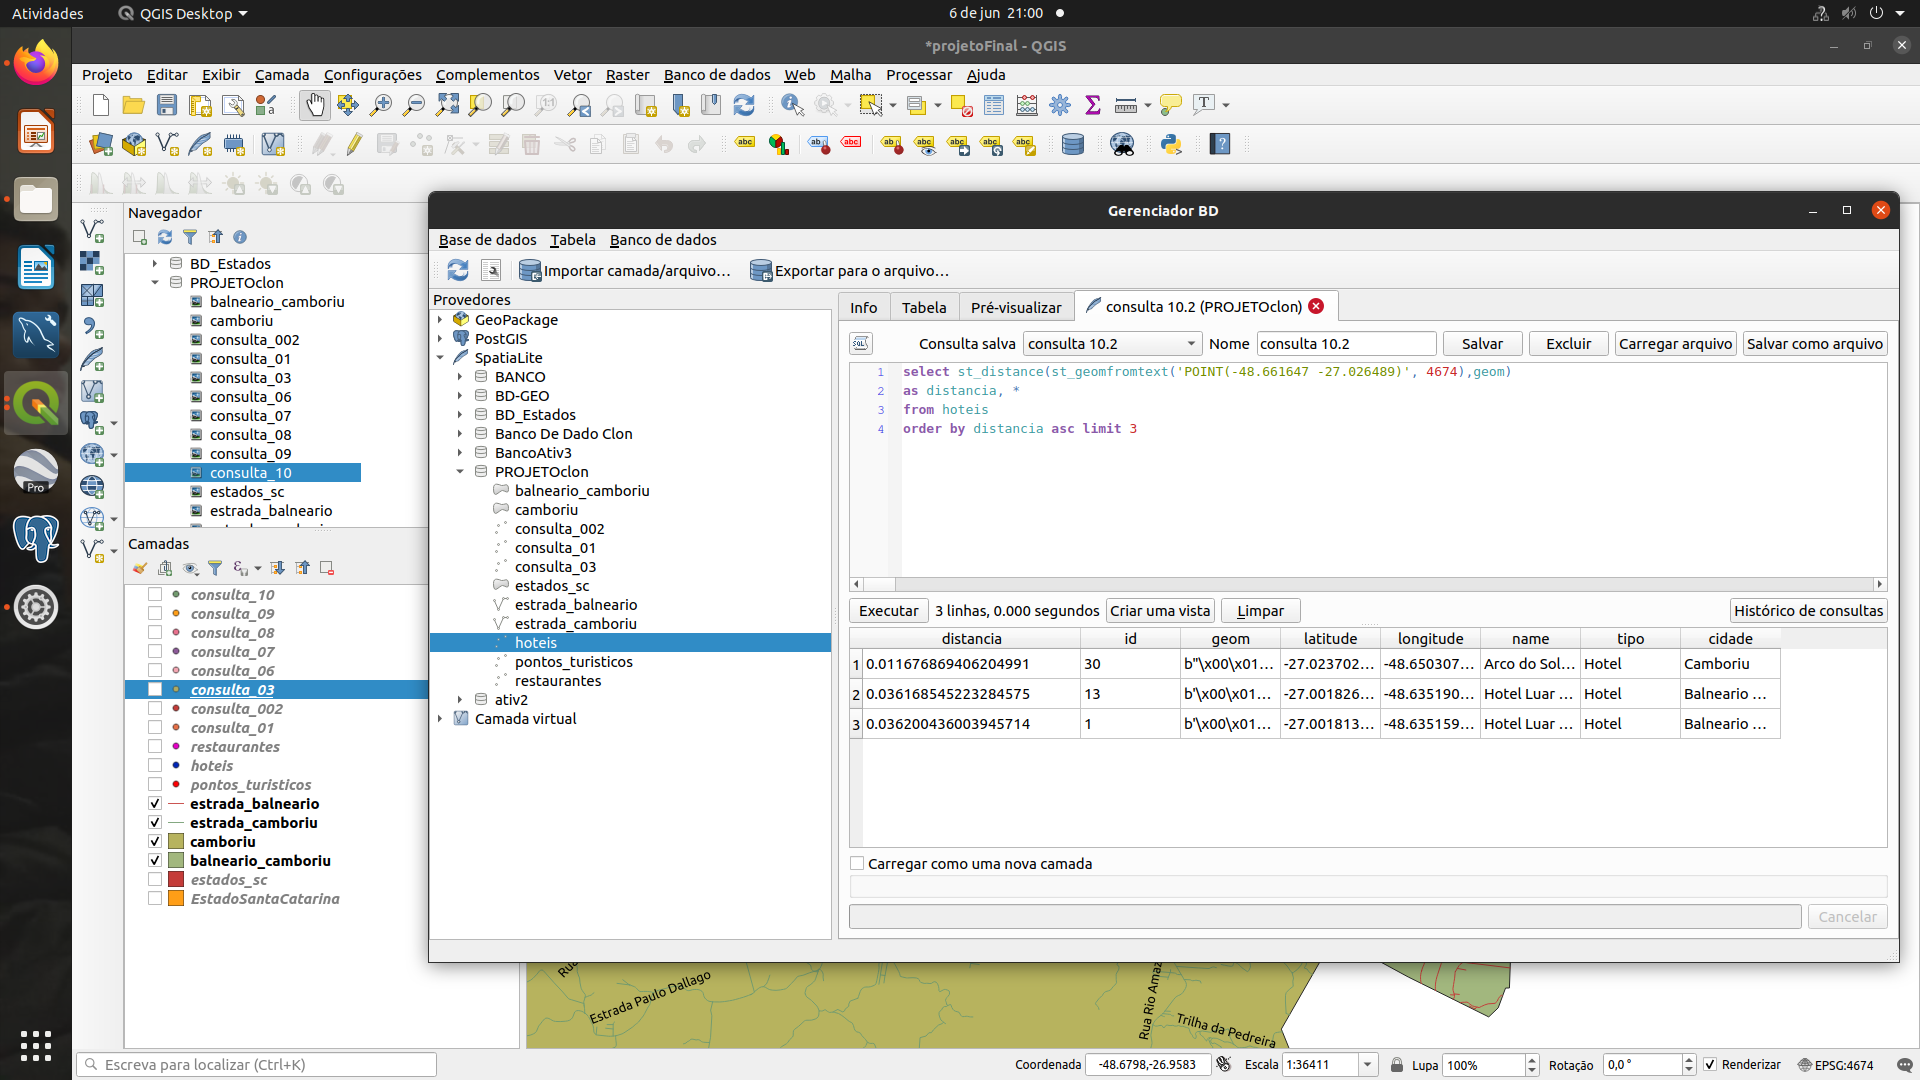 Atividades
QGIS Desktop
6 de jun 21:00
*projetoFinal - QGIS
Projeto Editar Exibir Camada Configurações Complementos Vetor Raster Banco de dados Web Malha Processar Ajuda
Navegador
BD_Estados
PROJETOclon
balneario_camboriu
camboriu
consulta_002
consulta_01
consulta_03
consulta_06
consulta_07
consulta_08
consulta_09
consulta_10
estados_sc
estrada_balneario
Camadas
consulta_10
consulta_09
consulta_08
consulta_07
consulta_06
consulta_03
consulta_002
consulta_01
restaurantes
hoteis
pontos_turisticos
estrada_balneario
estrada_camboriu
camboriu
balneario_camboriu
estados_sc
EstadoSantaCatarina
Gerenciador BD
Base de dados Tabela Banco de dados
Importar camada/arquivo… Exportar para o arquivo…
Provedores
GeoPackage
PostGIS
SpatiaLite
BANCO
BD-GEO
BD_Estados
Banco De Dado Clon
BancoAtiv3
PROJETOclon
balneario_camboriu
camboriu
consulta_002
consulta_01
consulta_03
estados_sc
estrada_balneario
estrada_camboriu
hoteis
pontos_turisticos
restaurantes
ativ2
Camada virtual
Info Tabela Pré-visualizar consulta 10.2 (PROJETOclon)
Consulta salva consulta 10.2 Nome consulta 10.2 Salvar Excluir Carregar arquivo Salvar como arquivo
1 select st_distance(st_geomfromtext('POINT(-48.661647 -27.026489)', 4674),geom)
2 as distancia, *
3 from hoteis
4 order by distancia asc limit 3
Executar 3 linhas, 0.000 segundos Criar uma vista Limpar Histórico de consultas
distancia id geom latitude longitude name tipo cidade
1 0.011676869406204991 30 b"\x00\x01… -27.023702… -48.650307… Arco do Sol… Hotel Camboriu
2 0.0361685452232845​75 13 b'\x00\x01… -27.001826… -48.635190… Hotel Luar … Hotel Balneario …
3 0.036200436003945714 1 b'\x00\x01… -27.001813… -48.635159… Hotel Luar … Hotel Balneario …
Carregar como uma nova camada
Cancelar
Rua
Estrada Paulo Dallago
Rua Rio Amaz
Trilha da Pedreira
Pro
Escreva para localizar (Ctrl+K)
Coordenada -48.6798,-26.9583 Escala 1:36411 Lupa 100% Rotação 0,0 ° Renderizar EPSG:4674